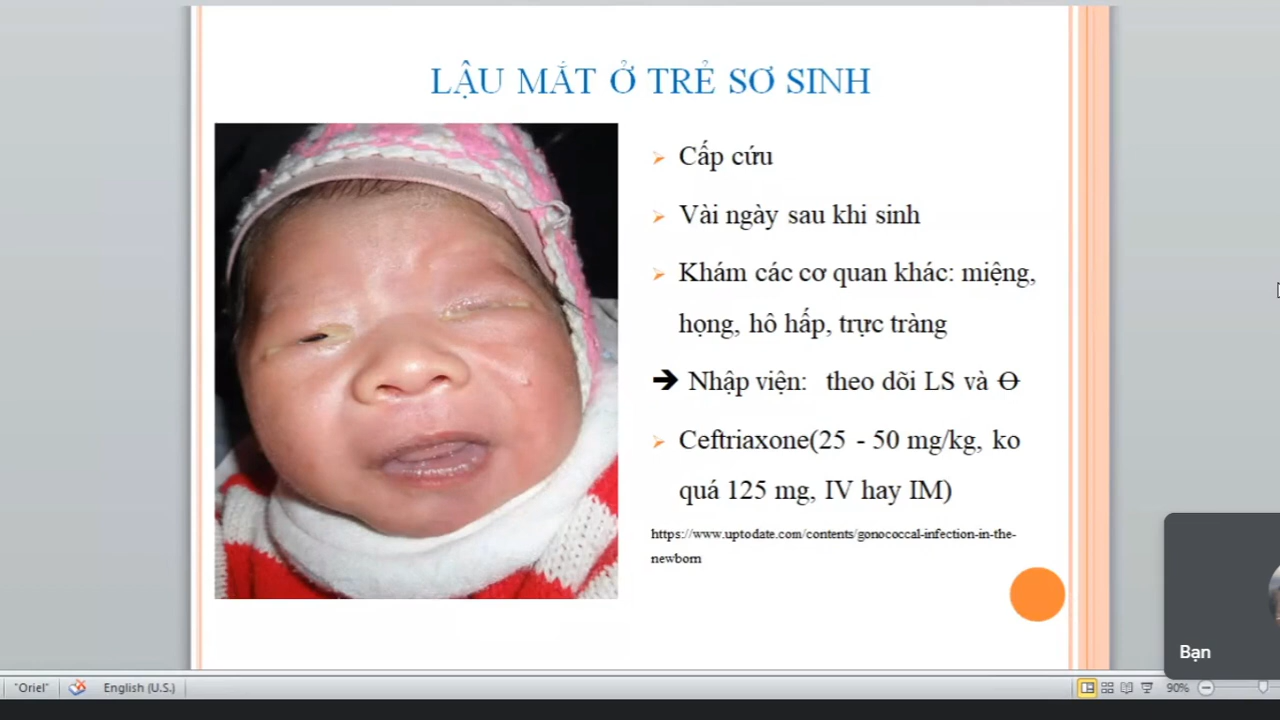 LẬU MẮT Ở TRẺ SƠ SINH
Cấp cứu
Vài ngày sau khi sinh
Khám các cơ quan khác: miệng,
họng, hô hấp, trực tràng
➔ Nhập viện: theo dõi LS và Θ
Ceftriaxone(25 - 50 mg/kg, ko
quá 125 mg, IV hay IM)
https://www.uptodate.com/contents/gonococcal-infection-in-the-
newborn
Bạn
"Oriel" English (U.S.) 90%